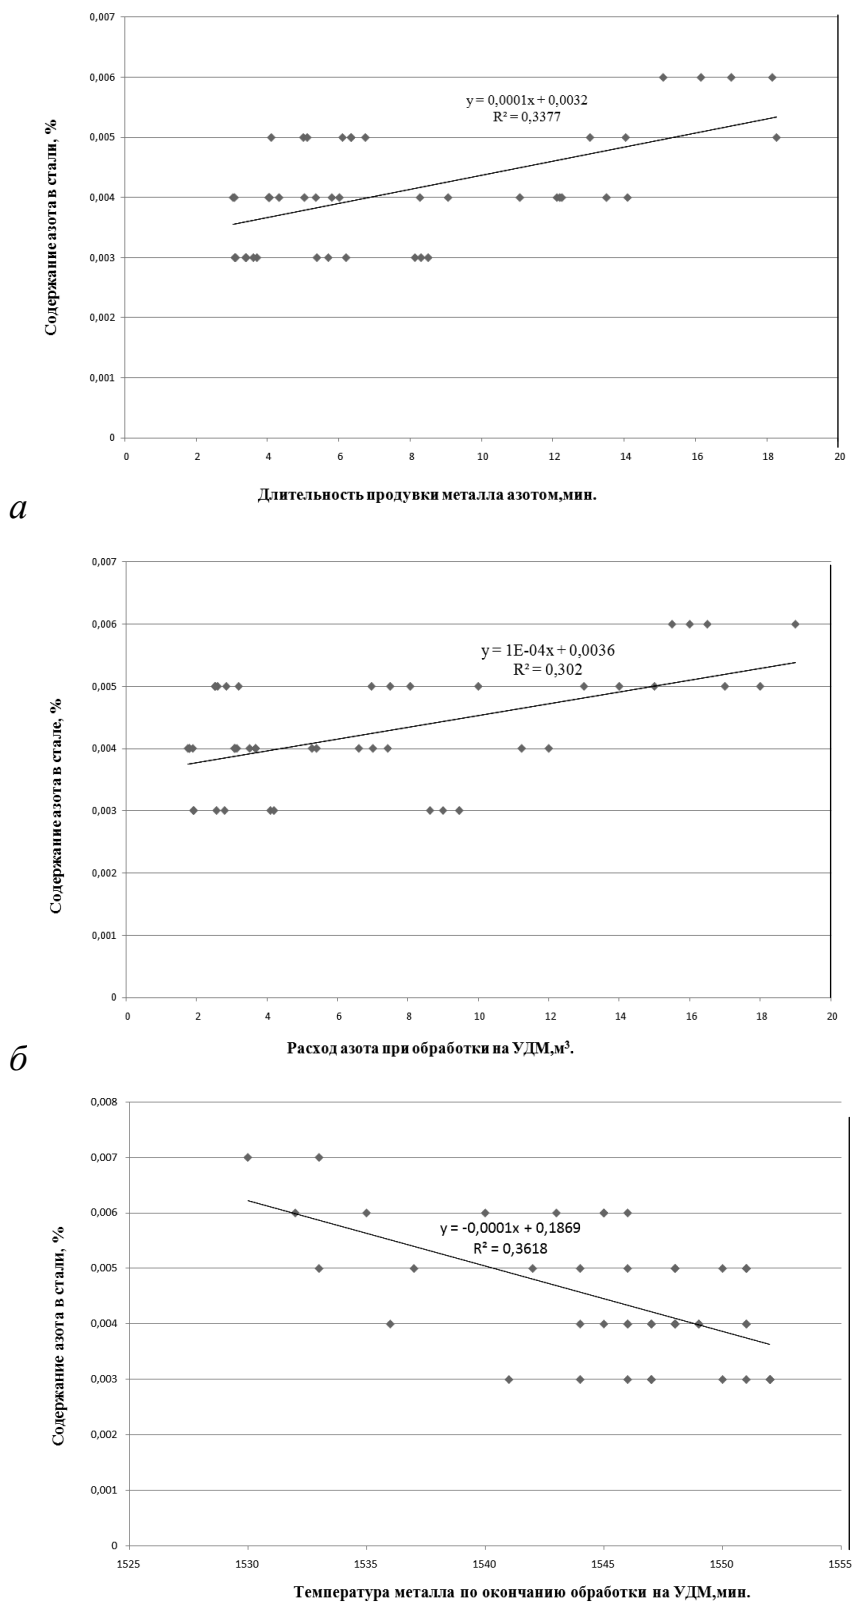 0,007
0,006
0,005
0,004
0,003
0,002
0,001
0
Содержание азота в стали, %
y = 0,0001x + 0,0032
R² = 0,3377
0 2 4 6 8 10 12 14 16 18 20
Длительность продувки металла азотом,мин.
а
0,007
0,006
0,005
0,004
0,003
0,002
0,001
0
Содержание азота в стале, %
y = 1E-04x + 0,0036
R² = 0,302
0 2 4 6 8 10 12 14 16 18 20
Расход азота при обработки на УДМ,м³.
б
0,008
0,007
0,006
0,005
0,004
0,003
0,002
0,001
0
Содержание азота в стали, %
y = -0,0001x + 0,1869
R² = 0,3618
1525 1530 1535 1540 1545 1550 1555
Температура металла по окончанию обработки на УДМ,мин.